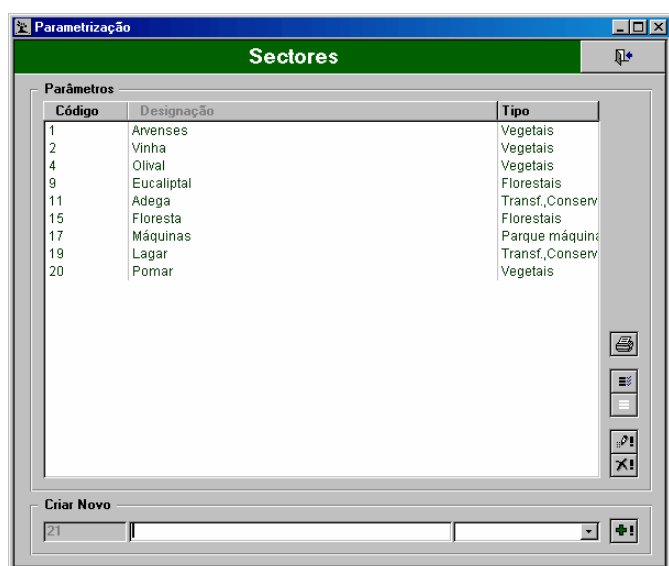 Parametrização
Sectores
Parâmetros
Código Designação Tipo
1 Arvenses Vegetais
2 Vinha Vegetais
4 Olival Vegetais
9 Eucaliptal Florestais
11 Adega Transf.,Conserv
15 Floresta Florestais
17 Máquinas Parque máquina
19 Lagar Transf.,Conserv
20 Pomar Vegetais
Criar Novo
21